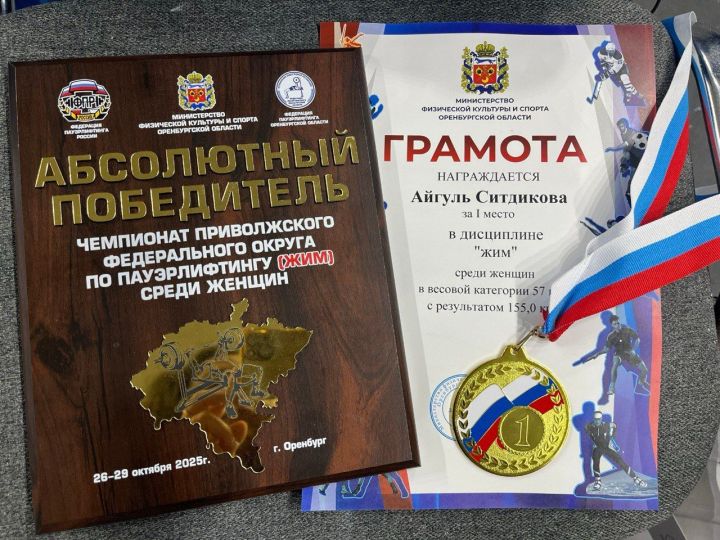 ФПР
ФЕДЕРАЦИЯ
ПАУЭРЛИФТИНГА
РОССИИ
МИНИСТЕРСТВО
ФИЗИЧЕСКОЙ КУЛЬТУРЫ И СПОРТА
ОРЕНБУРГСКОЙ ОБЛАСТИ
ФЕДЕРАЦИЯ
ПАУЭРЛИФТИНГА
ОРЕНБУРГСКОЙ ОБЛАСТИ
АБСОЛЮТНЫЙ
ПОБЕДИТЕЛЬ
ЧЕМПИОНАТ ПРИВОЛЖСКОГО
ФЕДЕРАЛЬНОГО ОКРУГА
ПО ПАУЭРЛИФТИНГУ (ЖИМ)
СРЕДИ ЖЕНЩИН
г. Оренбург
26-29 октября 2025г.
МИНИСТЕРСТВО
ФИЗИЧЕСКОЙ КУЛЬТУРЫ И СПОРТА
ОРЕНБУРГСКОЙ ОБЛАСТИ
ГРАМОТА
НАГРАЖДАЕТСЯ
Айгуль Ситдикова
за I место
в дисциплине
"жим"
среди женщин
в весовой категории 57
с результатом 155,0
1